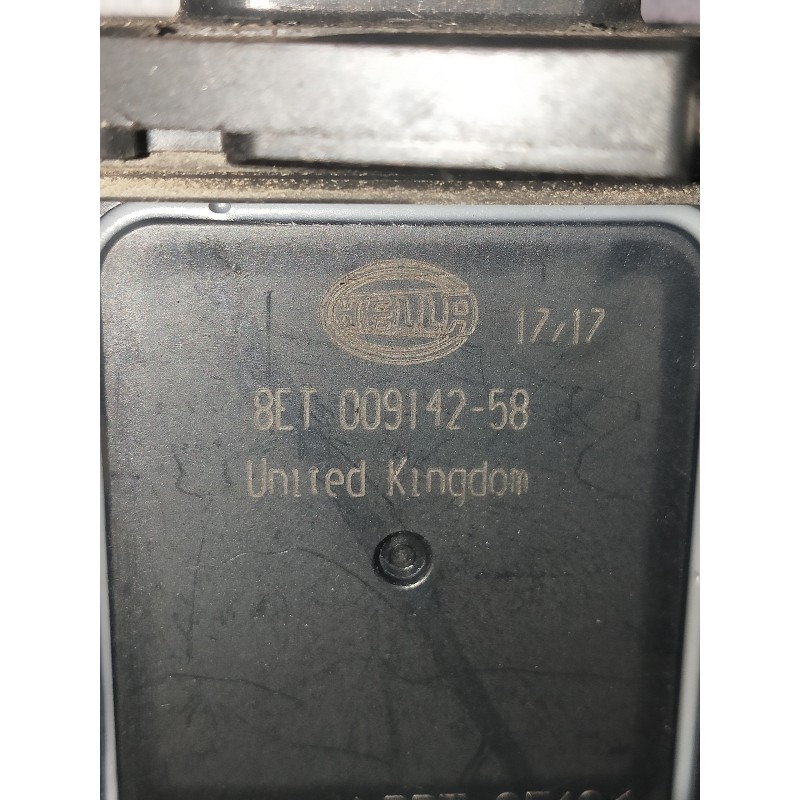 HELLA 17/17
8ET 009142-58
United Kingdom